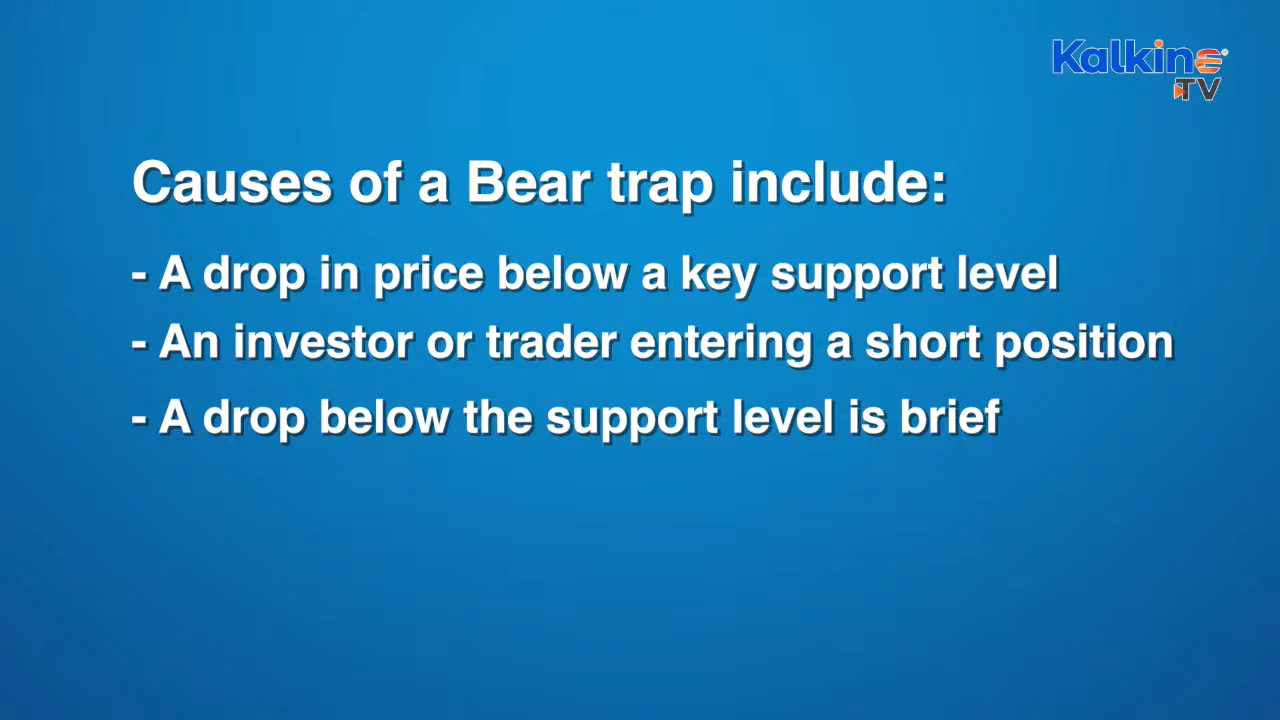 Kalkine
TV
Causes of a Bear trap include:
- A drop in price below a key support level
- An investor or trader entering a short position
- A drop below the support level is brief